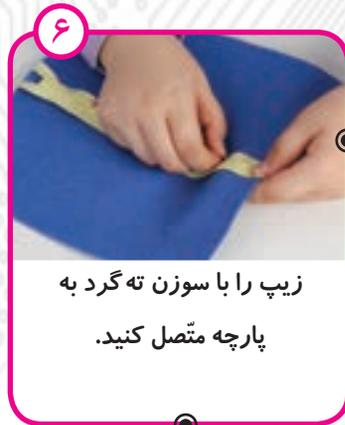 ۶
زیپ را با سوزن ته گرد به
پارچه متّصل کنید.